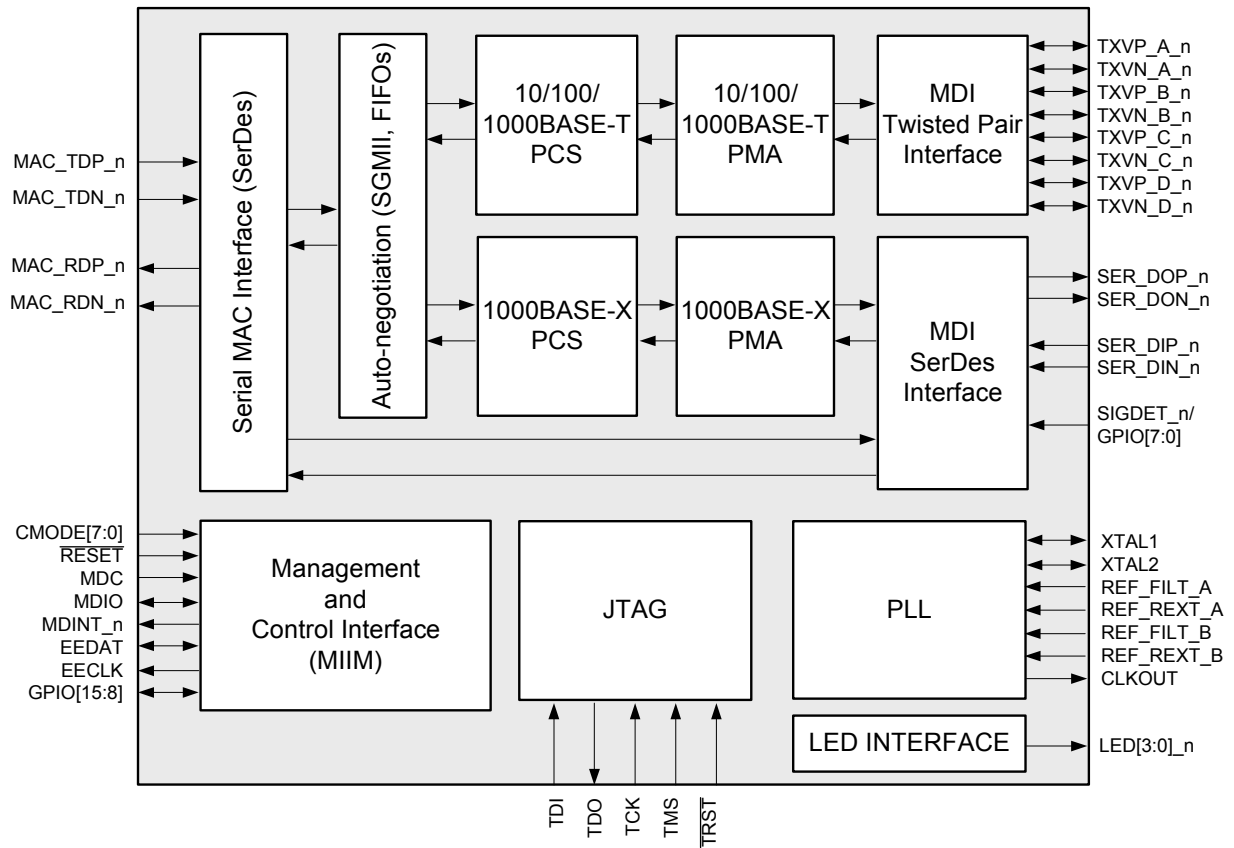 MAC_TDP_n
MAC_TDN_n
MAC_RDP_n
MAC_RDN_n
Serial MAC Interface (SerDes)
Auto-negotiation (SGMII, FIFOs)
10/100/
1000BASE-T
PCS
10/100/
1000BASE-T
PMA
MDI
Twisted Pair
Interface
TXVP_A_n
TXVN_A_n
TXVP_B_n
TXVN_B_n
TXVP_C_n
TXVN_C_n
TXVP_D_n
TXVN_D_n
1000BASE-X
PCS
1000BASE-X
PMA
MDI
SerDes
Interface
SER_DOP_n
SER_DON_n
SER_DIP_n
SER_DIN_n
SIGDET_n/
GPIO[7:0]
CMODE[7:0]
RESET
MDC
MDIO
MDINT_n
EEDAT
EECLK
GPIO[15:8]
Management
and
Control Interface
(MIIM)
JTAG
PLL
XTAL1
XTAL2
REF_FILT_A
REF_REXT_A
REF_FILT_B
REF_REXT_B
CLKOUT
LED INTERFACE
LED[3:0]_n
TDI
TDO
TCK
TMS
TRST